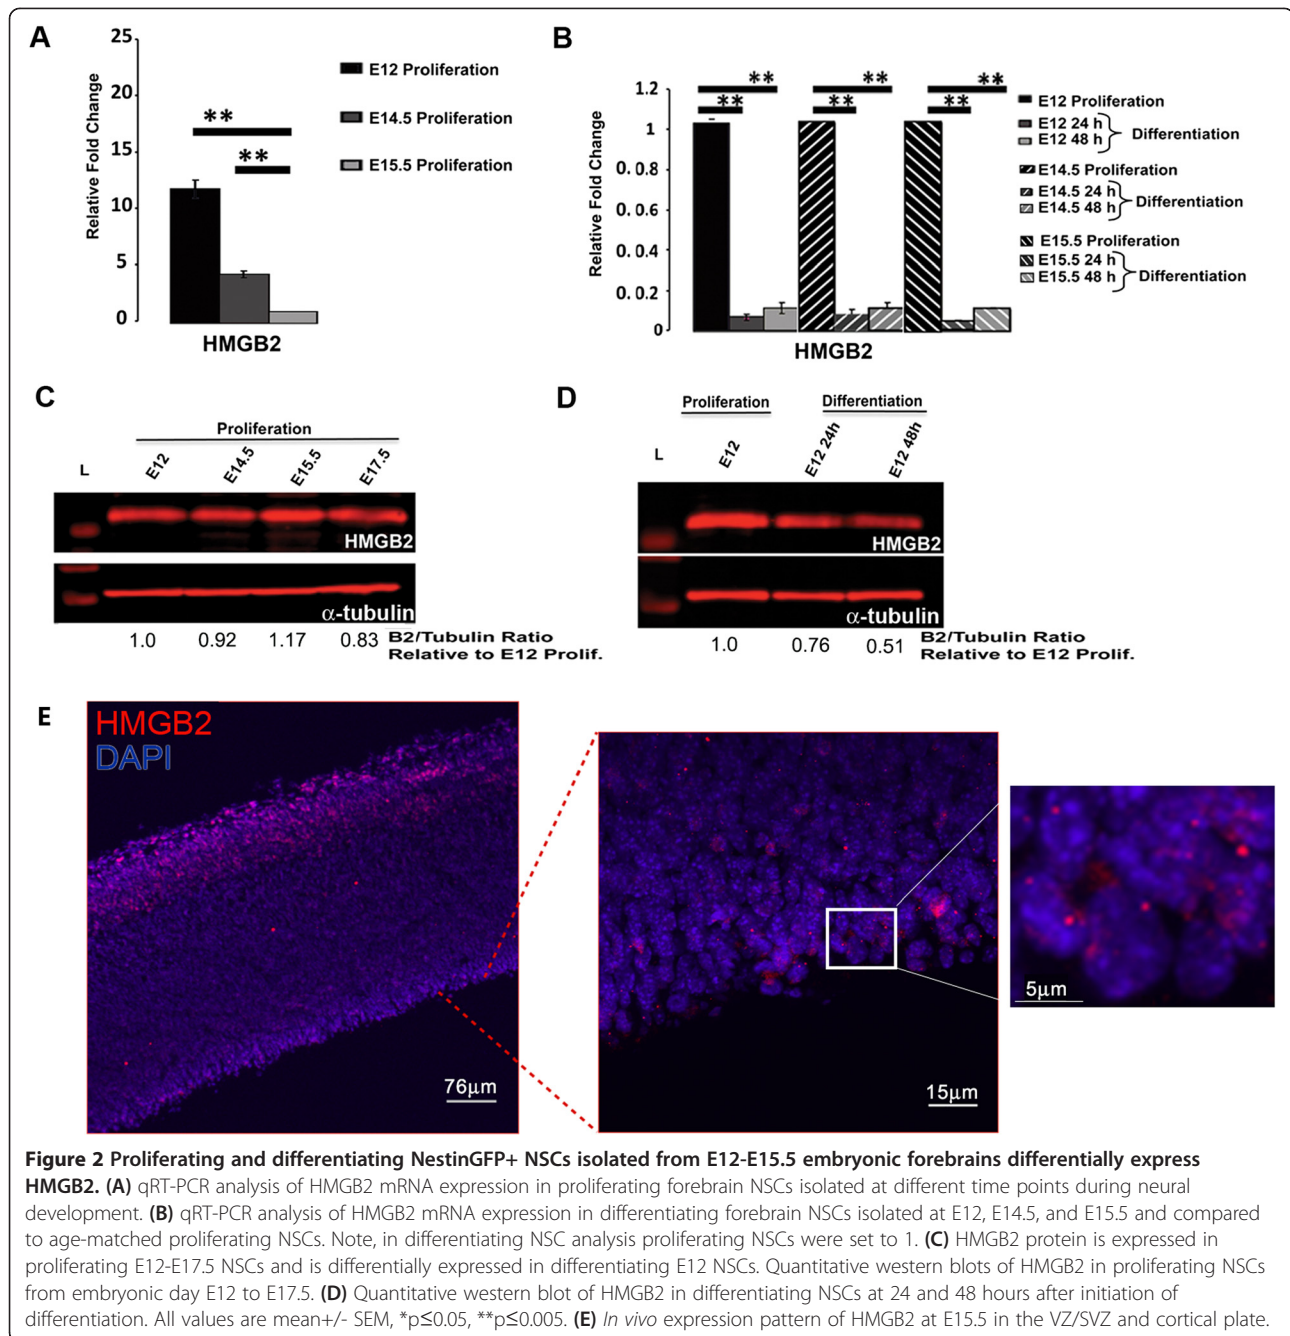 A
25
20
15
10
5
0
Relative Fold Change
**
**
HMGB2
E12 Proliferation
E14.5 Proliferation
E15.5 Proliferation
B
1.2
1
0.8
0.6
0.4
0.2
0
Relative Fold Change
** ** **
** ** **
HMGB2
E12 Proliferation
E12 24 h
E12 48 h
Differentiation
E14.5 Proliferation
E14.5 24 h
E14.5 48 h
Differentiation
E15.5 Proliferation
E15.5 24 h
E15.5 48 h
Differentiation
C
Proliferation
L E12 E14.5 E15.5 E17.5
HMGB2
α-tubulin
1.0 0.92 1.17 0.83 B2/Tubulin Ratio
Relative to E12 Prolif.
D
Proliferation Differentiation
L E12 E12 24h E12 48h
HMGB2
α-tubulin
1.0 0.76 0.51 B2/Tubulin Ratio
Relative to E12 Prolif.
E
HMGB2
DAPI
76µm
15µm
5µm
Figure 2 Proliferating and differentiating NestinGFP+ NSCs isolated from E12-E15.5 embryonic forebrains differentially express
HMGB2. (A) qRT-PCR analysis of HMGB2 mRNA expression in proliferating forebrain NSCs isolated at different time points during neural
development. (B) qRT-PCR analysis of HMGB2 mRNA expression in differentiating forebrain NSCs isolated at E12, E14.5, and E15.5 and compared
to age-matched proliferating NSCs. Note, in differentiating NSC analysis proliferating NSCs were set to 1. (C) HMGB2 protein is expressed in
proliferating E12-E17.5 NSCs and is differentially expressed in differentiating E12 NSCs. Quantitative western blots of HMGB2 in proliferating NSCs
from embryonic day E12 to E17.5. (D) Quantitative western blot of HMGB2 in differentiating NSCs at 24 and 48 hours after initiation of
differentiation. All values are mean+/- SEM, *p≤0.05, **p≤0.005. (E) In vivo expression pattern of HMGB2 at E15.5 in the VZ/SVZ and cortical plate.